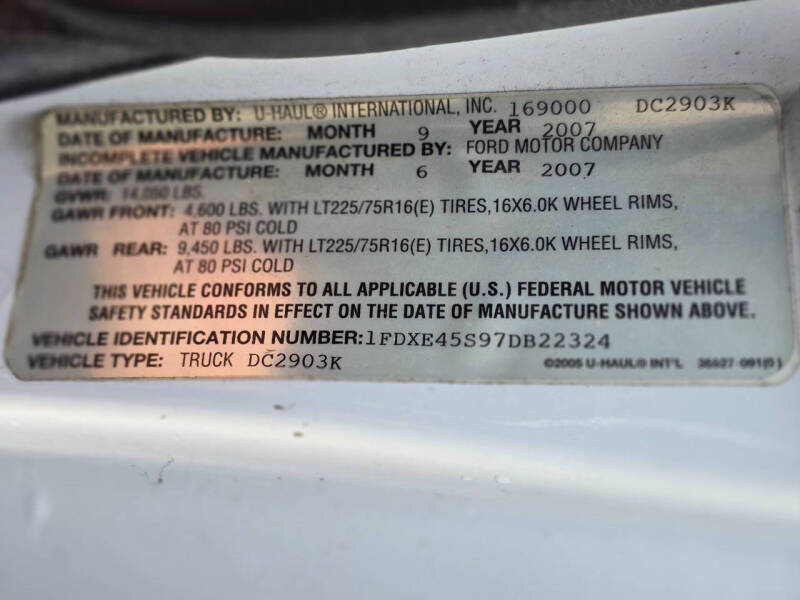 MANUFACTURED BY: U-HAUL® INTERNATIONAL, INC. 169000 DC2903K
DATE OF MANUFACTURE: MONTH 9 YEAR 2007
INCOMPLETE VEHICLE MANUFACTURED BY: FORD MOTOR COMPANY
DATE OF MANUFACTURE: MONTH 6 YEAR 2007
GVWR: 14,050 LBS.
GAWR FRONT: 4,600 LBS. WITH LT225/75R16(E) TIRES,16X6.0K WHEEL RIMS,
AT 80 PSI COLD
GAWR REAR: 9,450 LBS. WITH LT225/75R16(E) TIRES,16X6.0K WHEEL RIMS,
AT 80 PSI COLD
THIS VEHICLE CONFORMS TO ALL APPLICABLE (U.S.) FEDERAL MOTOR VEHICLE
SAFETY STANDARDS IN EFFECT ON THE DATE OF MANUFACTURE SHOWN ABOVE.
VEHICLE IDENTIFICATION NUMBER:1FDXE45S97DB22324
VEHICLE TYPE: TRUCK DC2903K ©2005 U-HAUL® INT'L